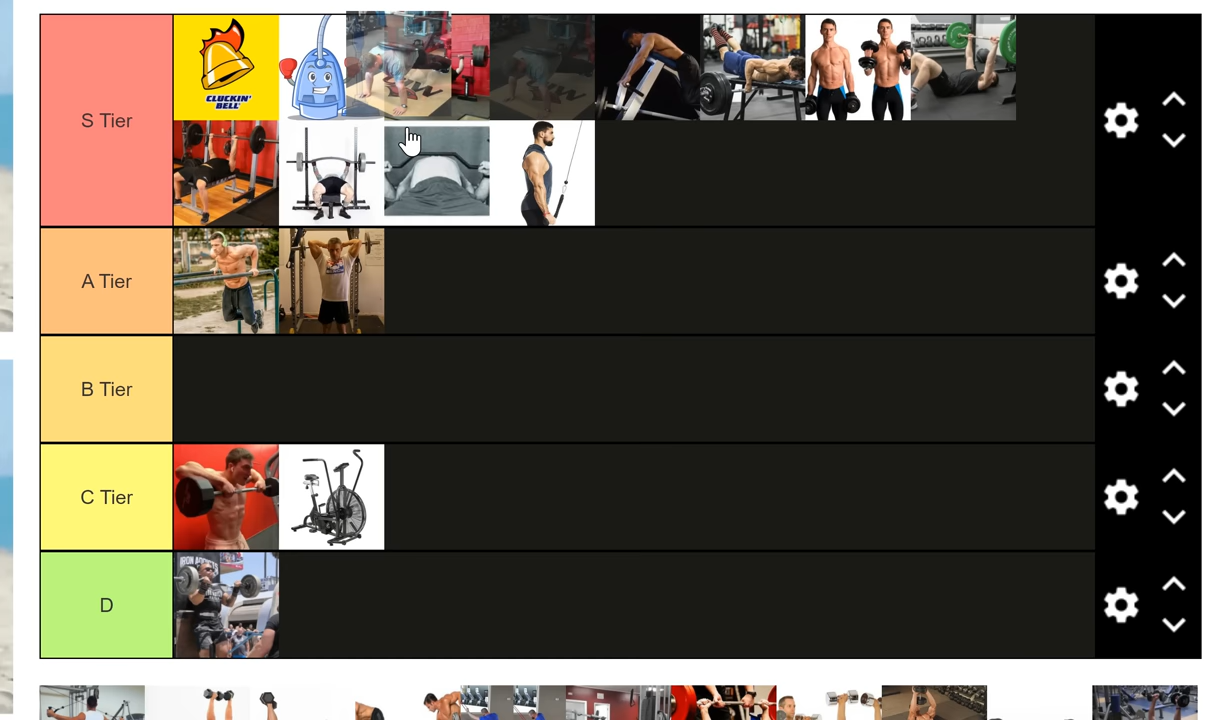 S Tier
CLUCKIN'
BELL'
A Tier
B Tier
C Tier
D